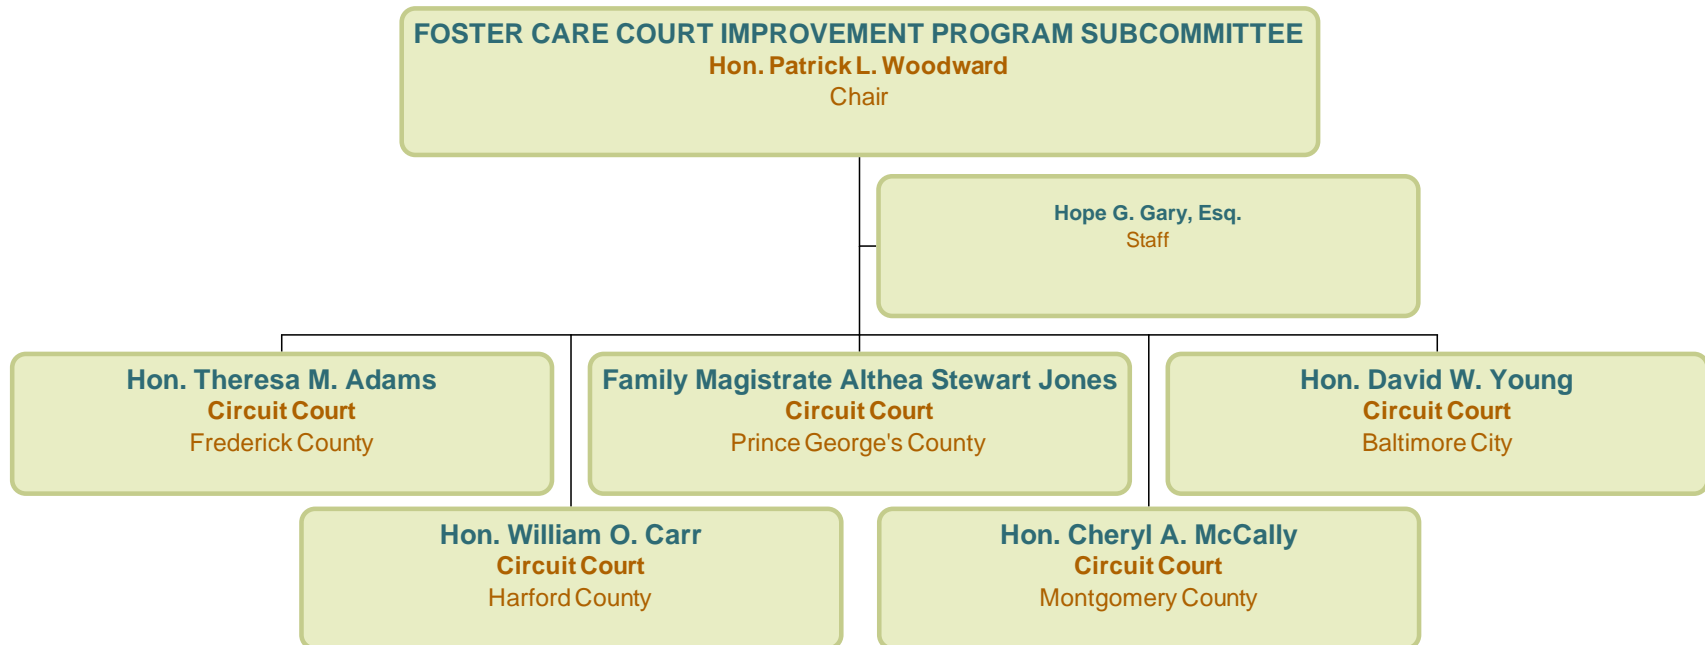 FOSTER CARE COURT IMPROVEMENT PROGRAM SUBCOMMITTEE
Hon. Patrick L. Woodward
Chair
Hope G. Gary, Esq.
Staff
Hon. Theresa M. Adams
Circuit Court
Frederick County
Family Magistrate Althea Stewart Jones
Circuit Court
Prince George's County
Hon. David W. Young
Circuit Court
Baltimore City
Hon. William O. Carr
Circuit Court
Harford County
Hon. Cheryl A. McCally
Circuit Court
Montgomery County